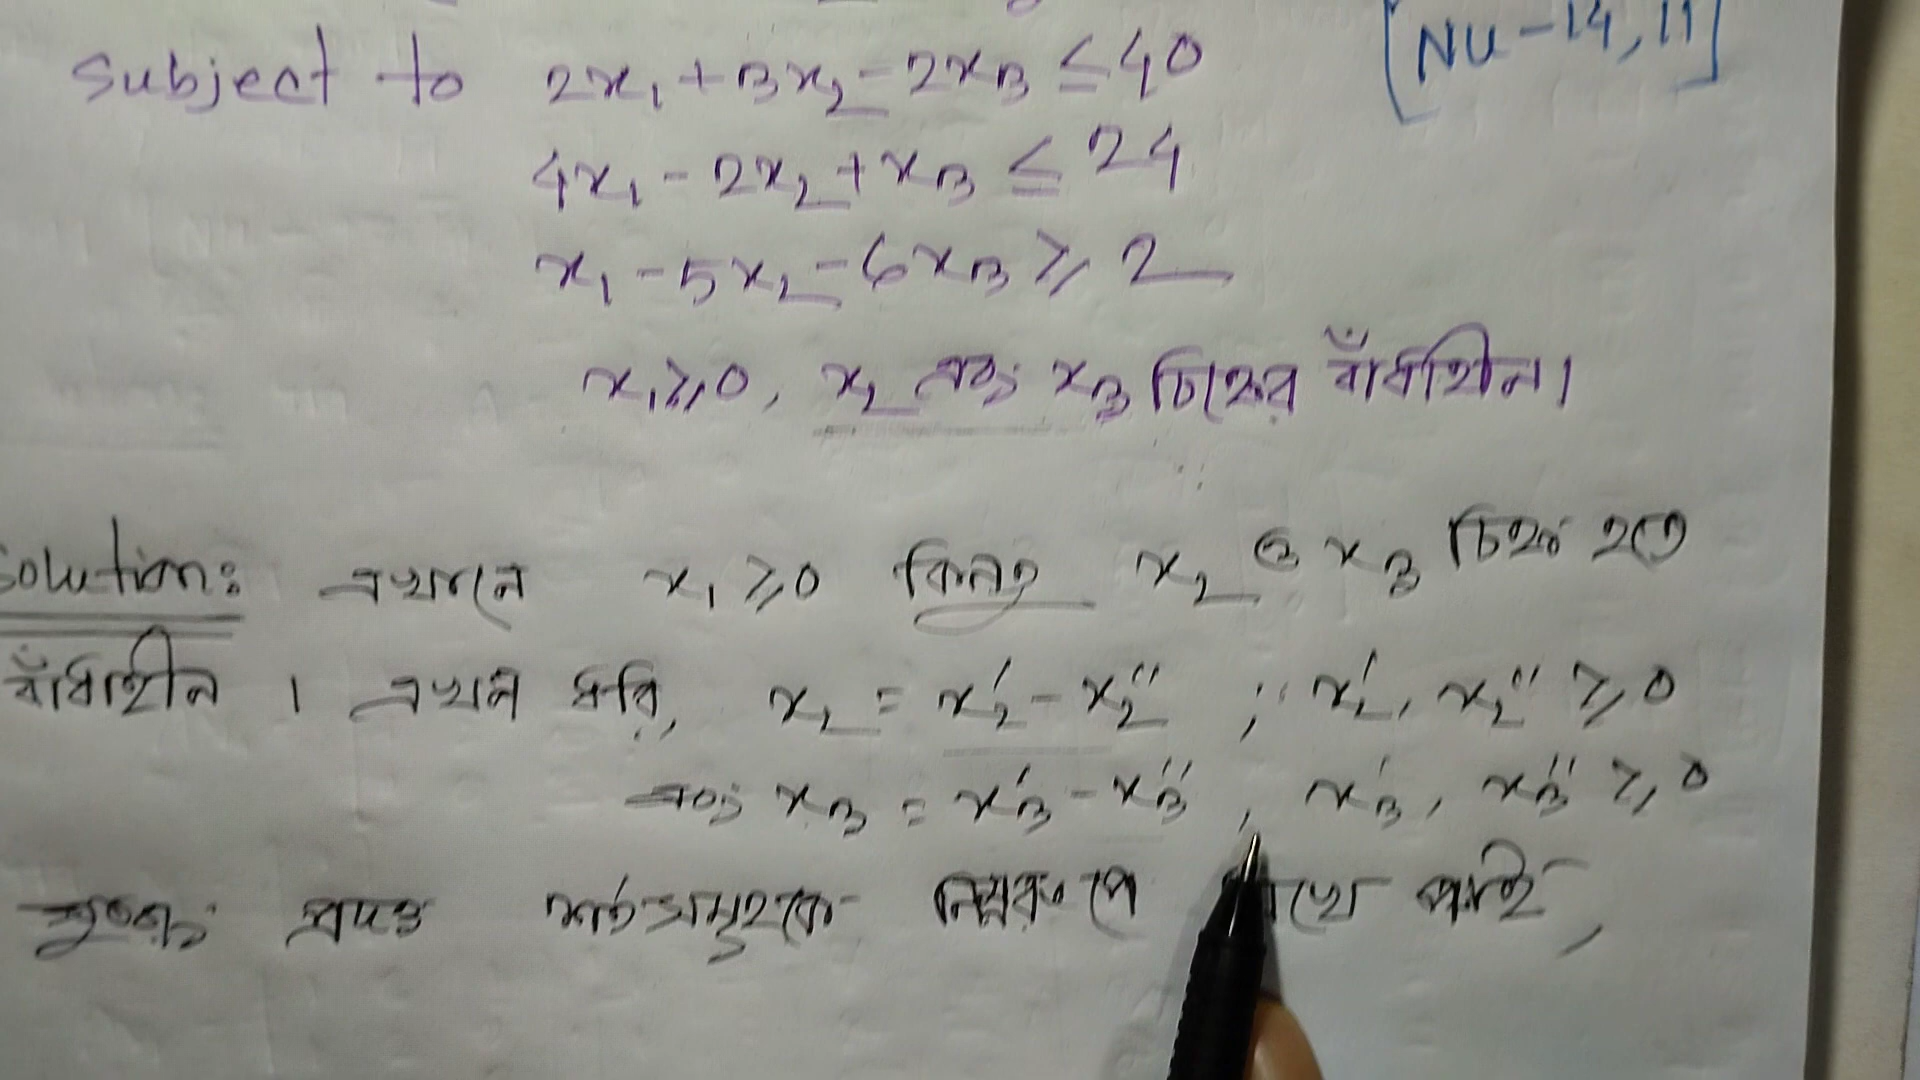 [NU-14, 11]
Subject to 2x₁ + 3x₂ - 2x₃ ≤ 40
4x₁ - 2x₂ + x₃ ≤ 24
x₁ - 5x₂ - 6x₃ ≥ 2
x₁ ≥ 0, x₂ এবং x₃ চিহ্নের বাঁধাহীন।
Solution: এখানে x₁ ≥ 0 কিন্তু x₂ ও x₃ চিহ্ন হতে
বাঁধাহীন । এখন ধরি, x₂ = x₂′ - x₂″ ; x₂′, x₂″ ≥ 0
এবং x₃ = x₃′ - x₃″ , x₃′, x₃″ ≥ 0
প্রদত্ত শর্তসমূহকে নিম্নরূপে লিখে পাই,